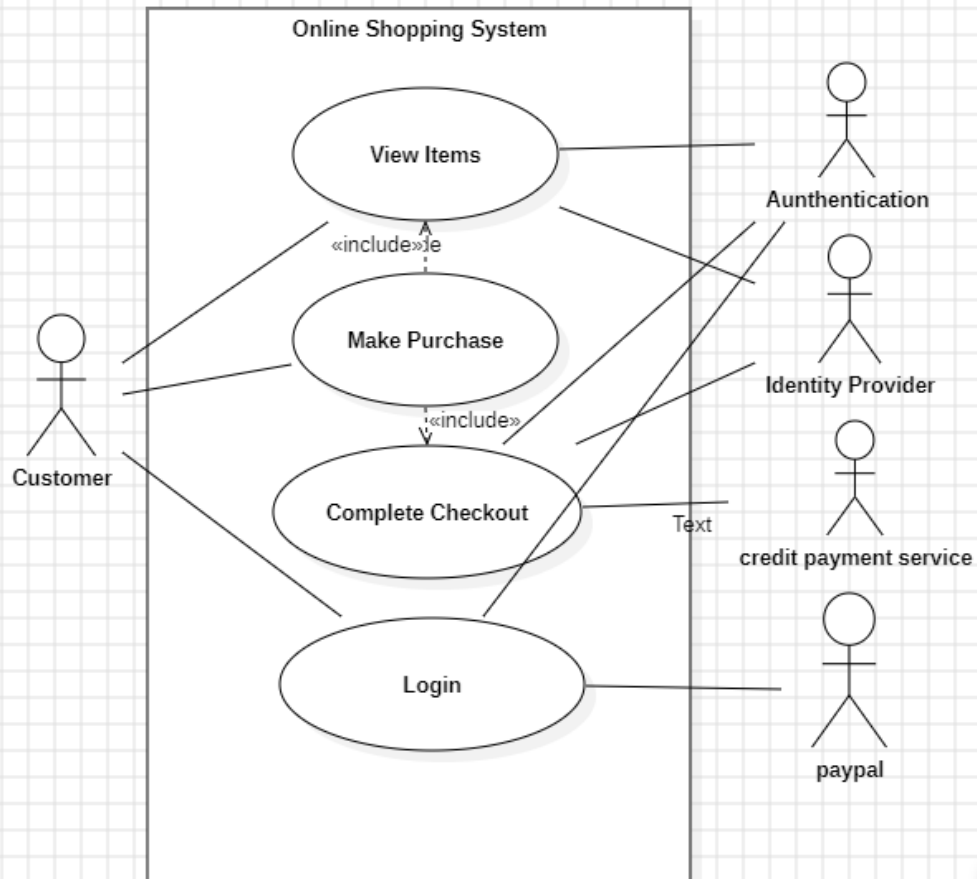 Online Shopping System
View Items
Aunthentication
«include»
Make Purchase
Identity Provider
«include»
Customer
Complete Checkout
Text
credit payment service
Login
paypal